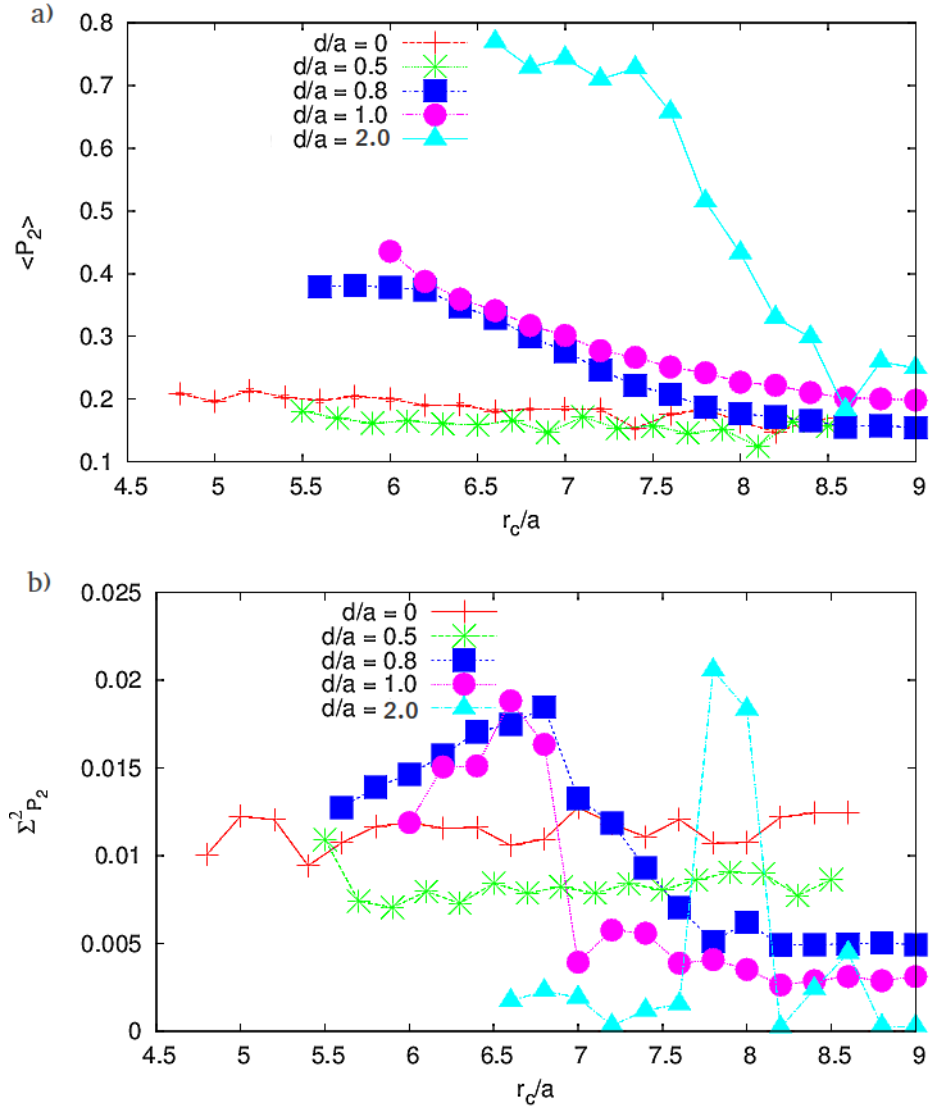 a)
0.8
0.7
0.6
0.5
0.4
0.3
0.2
0.1
<P2>
d/a = 0
d/a = 0.5
d/a = 0.8
d/a = 1.0
d/a = 2.0
4.5 5 5.5 6 6.5 7 7.5 8 8.5 9
rc/a
b)
0.025
0.02
0.015
0.01
0.005
0
Σ²P2
d/a = 0
d/a = 0.5
d/a = 0.8
d/a = 1.0
d/a = 2.0
4.5 5 5.5 6 6.5 7 7.5 8 8.5 9
rc/a